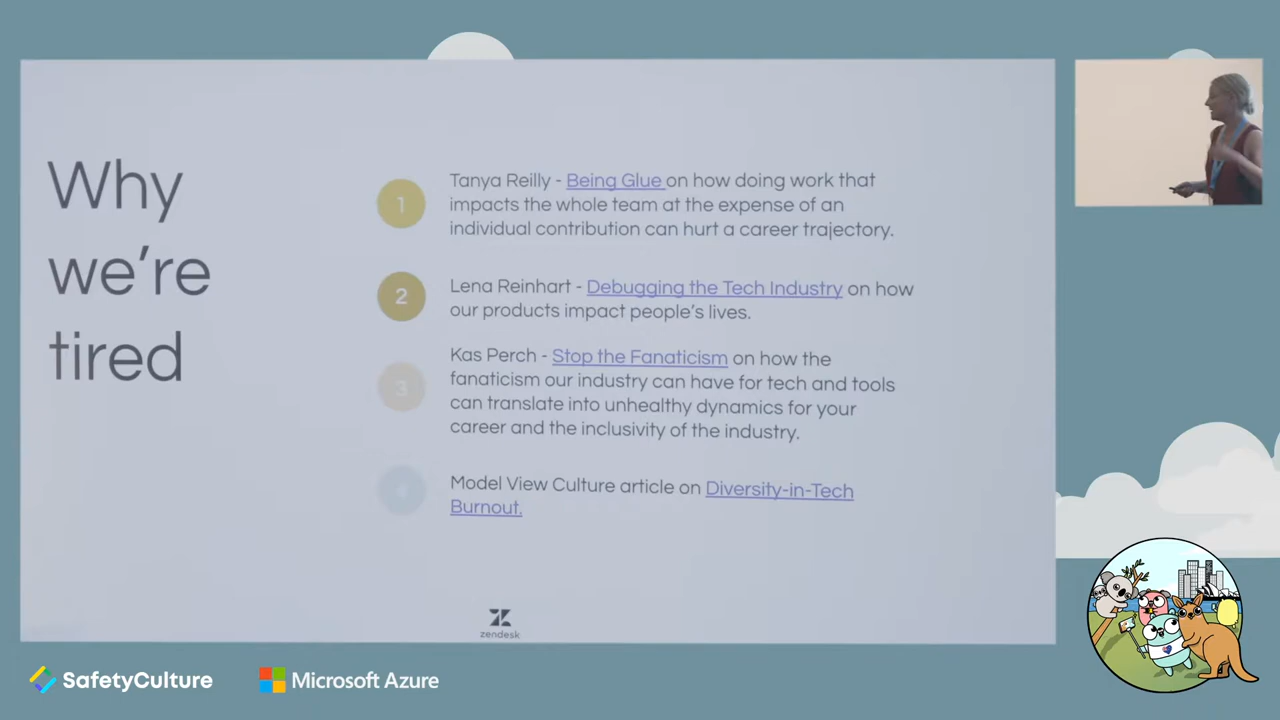 Why
we're
tired
1
Tanya Reilly - Being Glue on how doing work that
impacts the whole team at the expense of an
individual contribution can hurt a career trajectory.
2
Lena Reinhart - Debugging the Tech Industry on how
our products impact people's lives.
3
Kas Perch - Stop the Fanaticism on how the
fanaticism our industry can have for tech and tools
can translate into unhealthy dynamics for your
career and the inclusivity of the industry.
4
Model View Culture article on Diversity-in-Tech
Burnout.
zendesk
SafetyCulture
Microsoft Azure